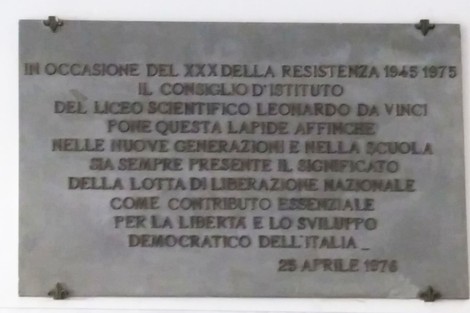 IN OCCASIONE DEL XXX DELLA RESISTENZA 1945 1975
IL CONSIGLIO D'ISTITUTO
DEL LICEO SCIENTIFICO LEONARDO DA VINCI
PONE QUESTA LAPIDE AFFINCHE
NELLE NUOVE GENERAZIONI E NELLA SCUOLA
SIA SEMPRE PRESENTE IL SIGNIFICATO
DELLA LOTTA DI LIBERAZIONE NAZIONALE
COME CONTRIBUTO ESSENZIALE
PER LA LIBERTÀ E LO SVILUPPO
DEMOCRATICO DELL'ITALIA _
25 APRILE 1976